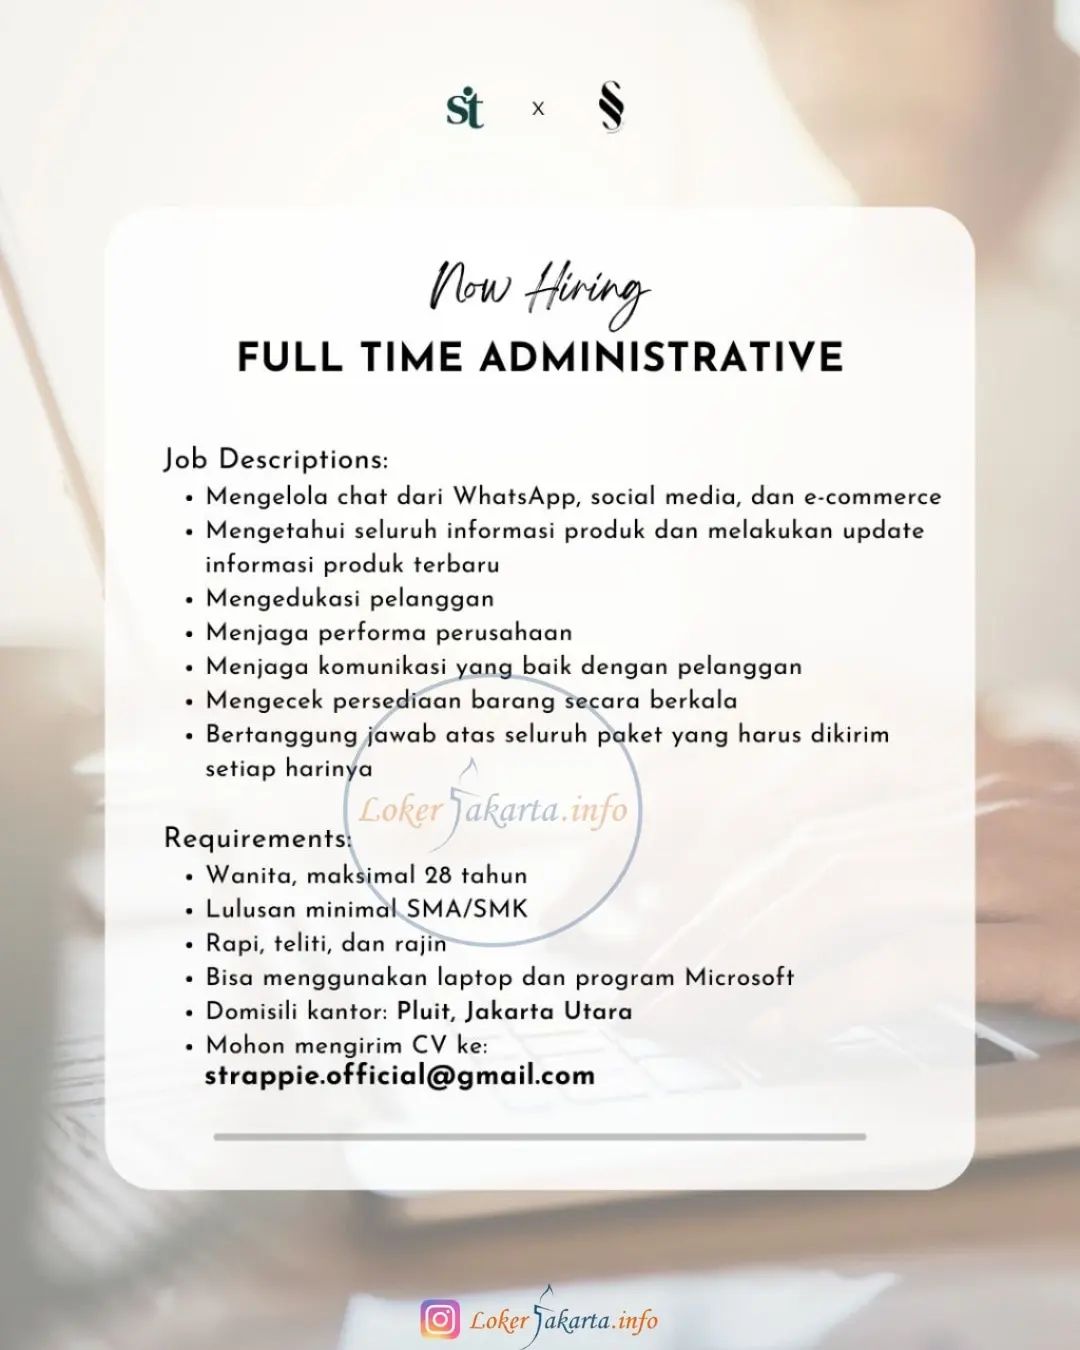 st x
Now Hiring
FULL TIME ADMINISTRATIVE
Job Descriptions:
• Mengelola chat dari WhatsApp, social media, dan e-commerce
• Mengetahui seluruh informasi produk dan melakukan update
informasi produk terbaru
• Mengedukasi pelanggan
• Menjaga performa perusahaan
• Menjaga komunikasi yang baik dengan pelanggan
• Mengecek persediaan barang secara berkala
• Bertanggung jawab atas seluruh paket yang harus dikirim
setiap harinya
Loker Jakarta.info
Requirements:
• Wanita, maksimal 28 tahun
• Lulusan minimal SMA/SMK
• Rapi, teliti, dan rajin
• Bisa menggunakan laptop dan program Microsoft
• Domisili kantor: Pluit, Jakarta Utara
• Mohon mengirim CV ke:
strappie.official@gmail.com
Loker Jakarta.info